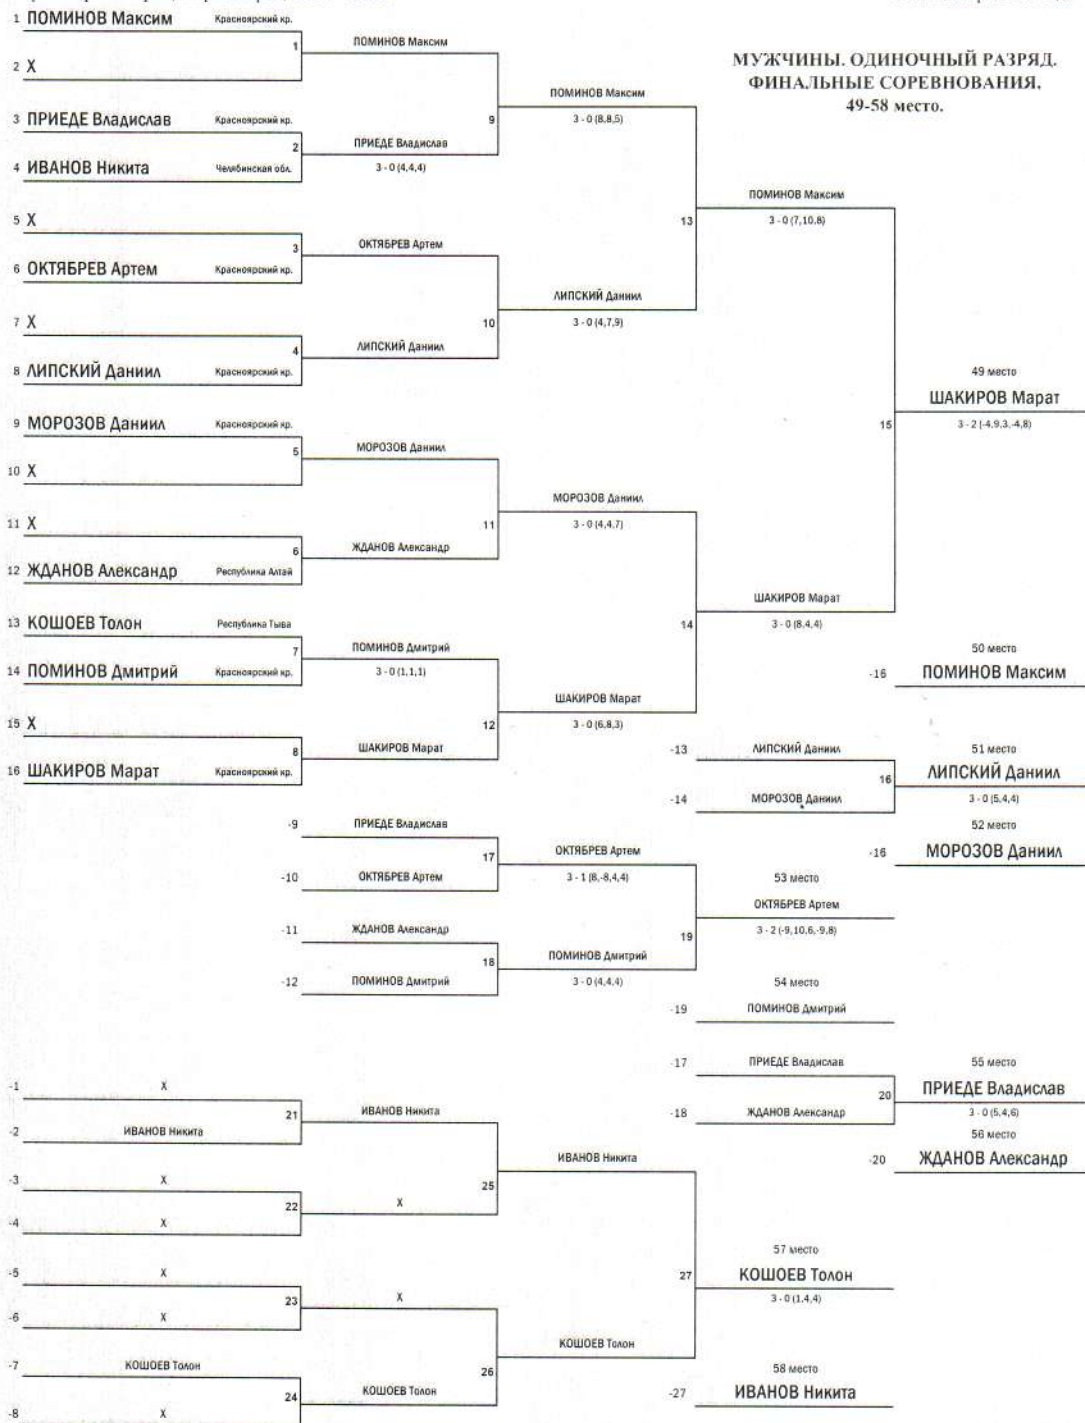 МУЖЧИНЫ. ОДИНОЧНЫЙ РАЗРЯД.
ФИНАЛЬНЫЕ СОРЕВНОВАНИЯ,
49-58 место.
1 ПОМИНОВ Максим Красноярский кр.
1 ПОМИНОВ Максим
2 X
ПОМИНОВ Максим
9 3 - 0 (8,8,5)
3 ПРИЕДЕ Владислав Красноярский кр.
2 ПРИЕДЕ Владислав
4 ИВАНОВ Никита Челябинская обл. 3 - 0 (4,4,4)
ПОМИНОВ Максим
13 3 - 0 (7,10,8)
5 X
3 ОКТЯБРЕВ Артем
6 ОКТЯБРЕВ Артем Красноярский кр.
ЛИПСКИЙ Даниил
10 3 - 0 (4,7,9)
7 X
4 ЛИПСКИЙ Даниил
8 ЛИПСКИЙ Даниил Красноярский кр.
49 место
ШАКИРОВ Марат
15 3 - 2 (-4,9,3,-4,8)
9 МОРОЗОВ Даниил Красноярский кр.
5 МОРОЗОВ Даниил
10 X
МОРОЗОВ Даниил
11 3 - 0 (4,4,7)
11 X
6 ЖДАНОВ Александр
12 ЖДАНОВ Александр Республика Алтай
ШАКИРОВ Марат
14 3 - 0 (8,4,4)
13 КОШОЕВ Толон Республика Тыва
7 ПОМИНОВ Дмитрий
14 ПОМИНОВ Дмитрий Красноярский кр. 3 - 0 (1,1,1)
50 место
-15 ПОМИНОВ Максим
ШАКИРОВ Марат
12 3 - 0 (6,8,3)
15 X
8 ШАКИРОВ Марат
16 ШАКИРОВ Марат Красноярский кр.
-13 ЛИПСКИЙ Даниил 51 место
16 ЛИПСКИЙ Даниил
-14 МОРОЗОВ Даниил 3 - 0 (5,4,4)
52 место
-16 МОРОЗОВ Даниил
-9 ПРИЕДЕ Владислав
17 ОКТЯБРЕВ Артем
-10 ОКТЯБРЕВ Артем 3 - 1 (8,-8,4,4)
53 место
ОКТЯБРЕВ Артем
19 3 - 2 (-9,10,6,-9,8)
-11 ЖДАНОВ Александр
18 ПОМИНОВ Дмитрий
-12 ПОМИНОВ Дмитрий 3 - 0 (4,4,4)
54 место
-19 ПОМИНОВ Дмитрий
-17 ПРИЕДЕ Владислав 55 место
20 ПРИЕДЕ Владислав
-18 ЖДАНОВ Александр 3 - 0 (5,4,6)
56 место
-20 ЖДАНОВ Александр
-1 X
21 ИВАНОВ Никита
-2 ИВАНОВ Никита
25 ИВАНОВ Никита
-3 X
22 X
-4 X
57 место
27 КОШОЕВ Толон
3 - 0 (1,4,4)
-5 X
23 X
-6 X
26 КОШОЕВ Толон
-7 КОШОЕВ Толон
24 КОШОЕВ Толон
-8 X
58 место
-27 ИВАНОВ Никита